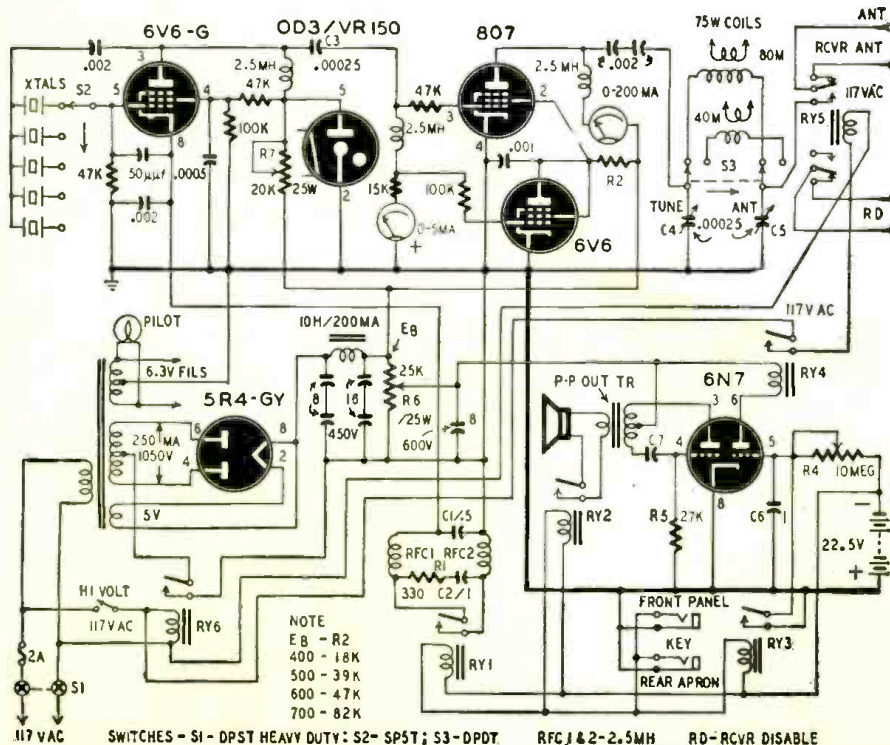 6V6-G
OD3/VR150
807
75W COILS
80M
ANT
RCVR ANT
117VAC
RY5
RD
.002
3
5
4
8
XTALS
S2
47K
50µµf
.0005
.002
C3
.00025
2.5MH
47K
100K
R7
20K
25W
5
2
47K
2.5MH
15K
0-5MA
+
100K
3
2
4
.001
6V6
.002
2.5MH
0-200MA
R2
40M
S3
TUNE
ANT
.00025
C4
C5
117VAC
RY4
PILOT
6.3V FILS
250 MA
1050V
5V
5R4-GY
6
4
8
2
10H/200MA
8
16
450V
EB
25K
R6
/25W
8
600V
P-P OUT TR
6N7
3
6
4
5
8
C7
R5
27K
C6
1
R4
10MEG
-
22.5V
+
RY2
C1/.5
RFC1
RFC2
R1
330
C2/1
RY1
FRONT PANEL
KEY
REAR APRON
RY3
HI VOLT
117VAC
RY6
2A
S1
117 VAC
NOTE
EB - R2
400 - 18K
500 - 39K
600 - 47K
700 - 82K
SWITCHES - S1 - DPST HEAVY DUTY; S2 - SP5T; S3 - DPDT
RFC1 & 2 - 2.5MH
RD - RCVR DISABLE